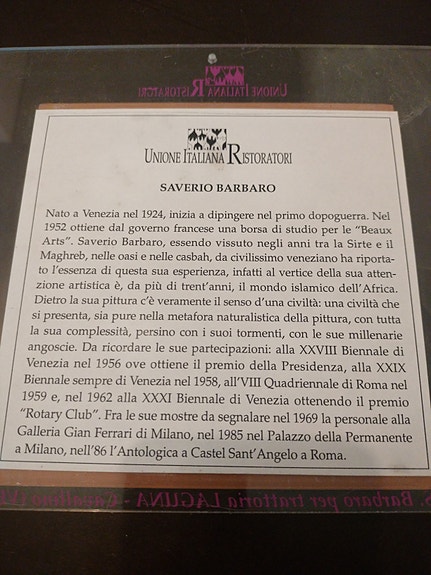 UNIONE ITALIANA RISTORATORI
UNIONE ITALIANA RISTORATORI
SAVERIO BARBARO
Nato a Venezia nel 1924, inizia a dipingere nel primo dopoguerra. Nel
1952 ottiene dal governo francese una borsa di studio per le “Beaux
Arts”. Saverio Barbaro, essendo vissuto negli anni tra la Sirte e il
Maghreb, nelle oasi e nelle casbah, da civilissimo veneziano ha riporta-
to l’essenza di questa sua esperienza, infatti al vertice della sua atten-
zione artistica è, da più di trent’anni, il mondo islamico dell’Africa.
Dietro la sua pittura c’è veramente il senso d’una civiltà: una civiltà che
si presenta, sia pure nella metafora naturalistica della pittura, con tutta
la sua complessità, persino con i suoi tormenti, con le sue millenarie
angoscie. Da ricordare le sue partecipazioni: alla XXVIII Biennale di
Venezia nel 1956 ove ottiene il premio della Presidenza, alla XXIX
Biennale sempre di Venezia nel 1958, all’VIII Quadriennale di Roma nel
1959 e, nel 1962 alla XXXI Biennale di Venezia ottenendo il premio
“Rotary Club”. Fra le sue mostre da segnalare nel 1969 la personale alla
Galleria Gian Ferrari di Milano, nel 1985 nel Palazzo della Permanente
a Milano, nell’86 l’Antologica a Castel Sant’Angelo a Roma.
S. Barbaro per trattoria LAGUNA - Cavallino